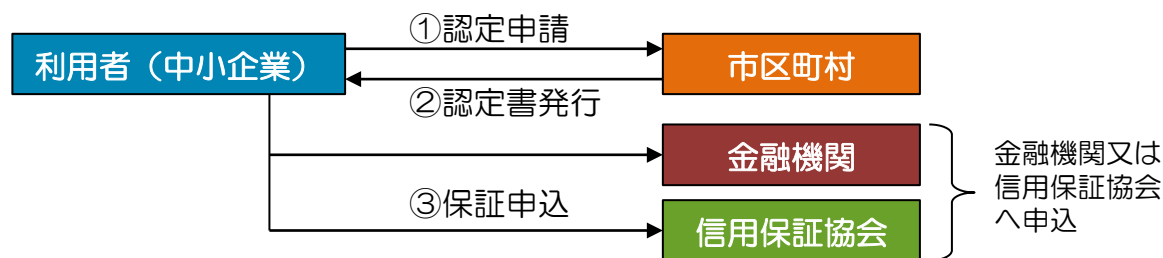 ①認定申請
利用者（中小企業）
市区町村
②認定書発行
金融機関
③保証申込
信用保証協会
金融機関又は
信用保証協会
へ申込